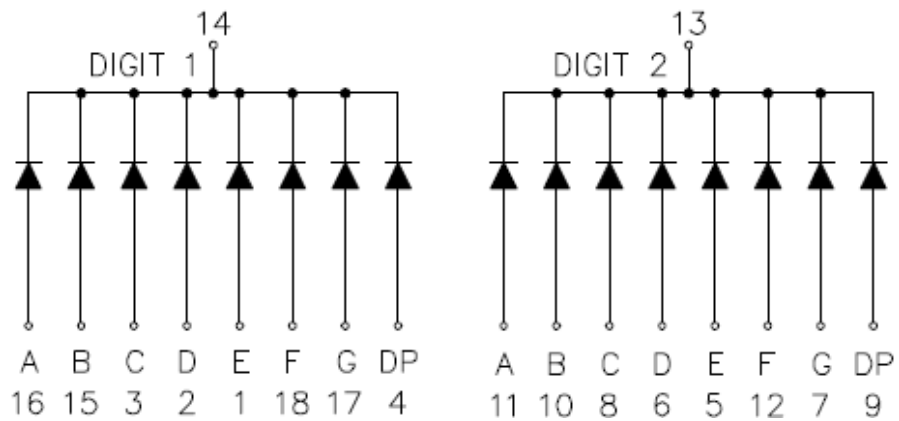 14 13
DIGIT 1 DIGIT 2
A B C D E F G DP A B C D E F G DP
16 15 3 2 1 18 17 4 11 10 8 6 5 12 7 9